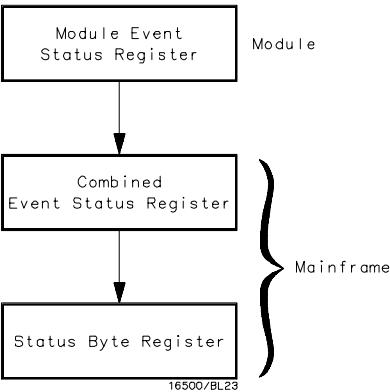 Module Event
Status Register
Module
Combined
Event Status Register
Mainframe
Status Byte Register
16500/BL23